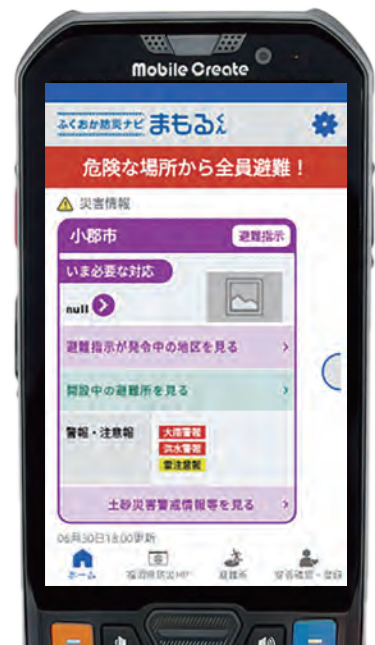 Mobile Create
ふくおか防災ナビ まもるくん
危険な場所から全員避難！
災害情報
小郡市 避難指示
いま必要な対応
null
避難指示が発令中の地区を見る
開設中の避難所を見る
警報・注意報 大雨警報
洪水警報
雷注意報
土砂災害警戒情報等を見る
06月30日18:00更新
ホーム 福岡県防災HP 避難所 安否確認・登録